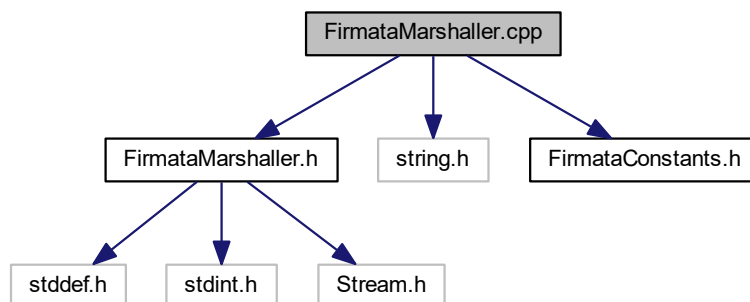 FirmataMarshaller.cpp
FirmataMarshaller.h
string.h
FirmataConstants.h
stddef.h
stdint.h
Stream.h